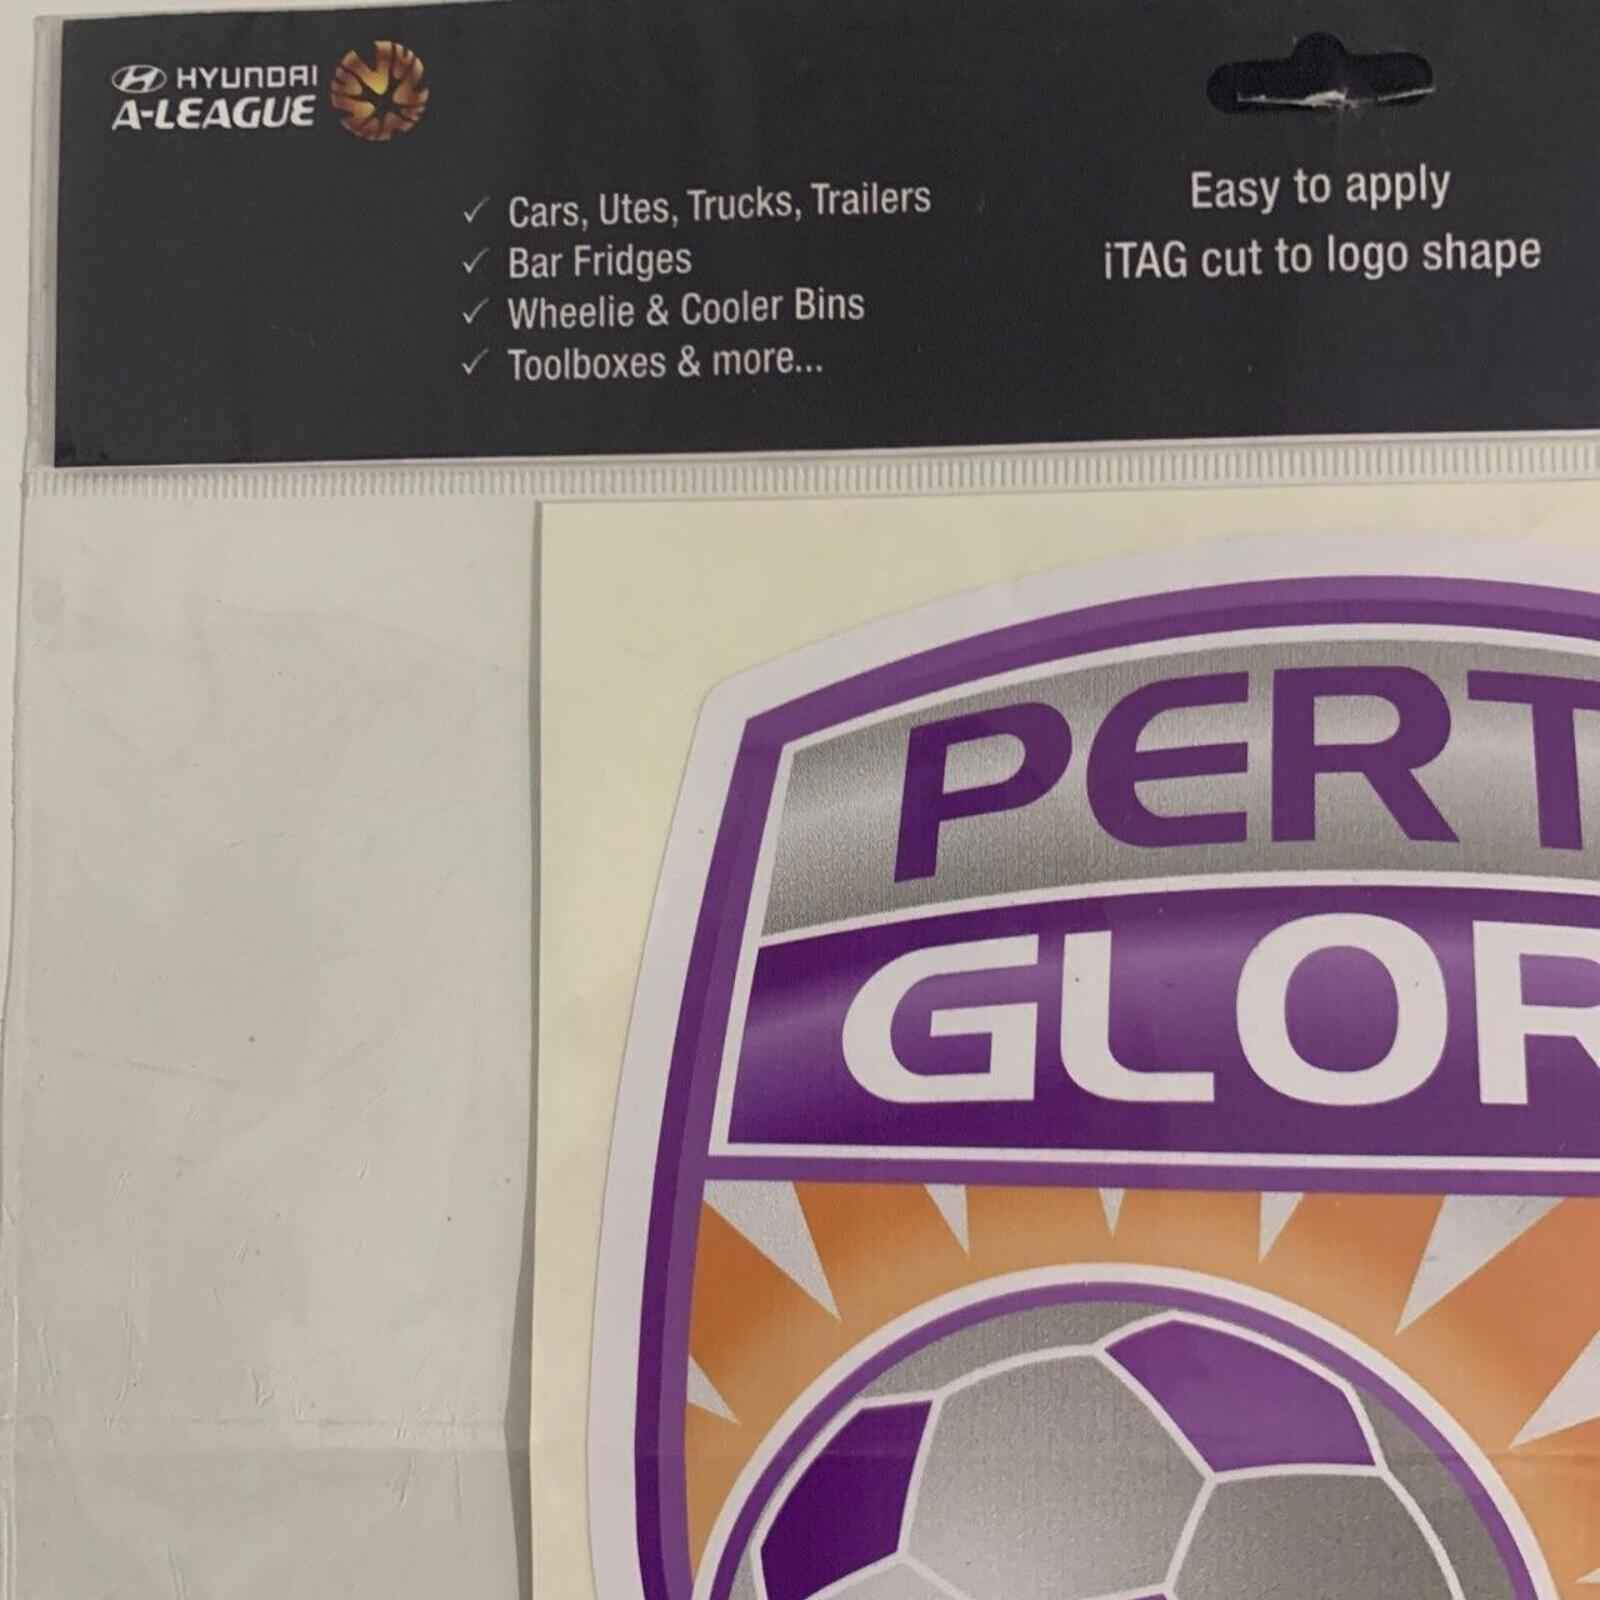 HYUNDAI
A-LEAGUE
✓ Cars, Utes, Trucks, Trailers
✓ Bar Fridges
✓ Wheelie & Cooler Bins
✓ Toolboxes & more...
Easy to apply
iTAG cut to logo shape
PERT
GLOR